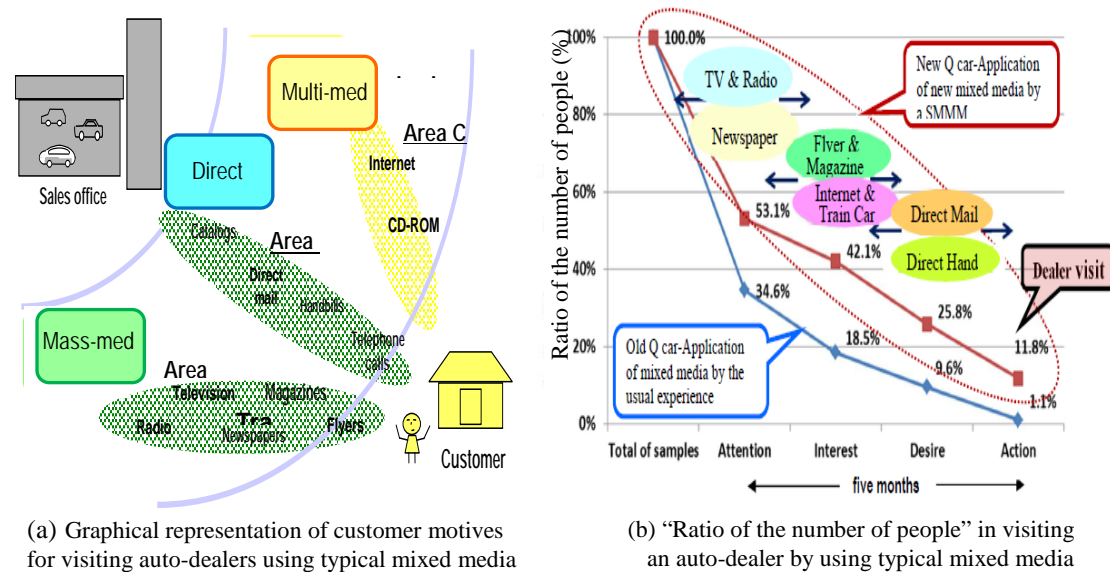 Multi-med
Area C
Internet
CD-ROM
Sales office
Direct
Catalogs
Area
Direct
mail
Handbills
Telephone
calls
Mass-med
Area
Television
Magazines
Radio
Tra
Newspapers
Flyers
Customer
(a) Graphical representation of customer motives
for visiting auto-dealers using typical mixed media
Ratio of the number of people (%)
100%
80%
60%
40%
20%
0%
100.0%
TV & Radio
Newspaper
Flyer &
Magazine
Internet &
Train Car
Direct Mail
Direct Hand
New Q car-Application
of new mixed media by
a SMMM
Dealer visit
53.1%
42.1%
25.8%
11.8%
34.6%
18.5%
9.6%
1.1%
Old Q car-Application
of mixed media by the
usual experience
Total of samples
Attention
Interest
Desire
Action
five months
(b) “Ratio of the number of people” in visiting
an auto-dealer by using typical mixed media